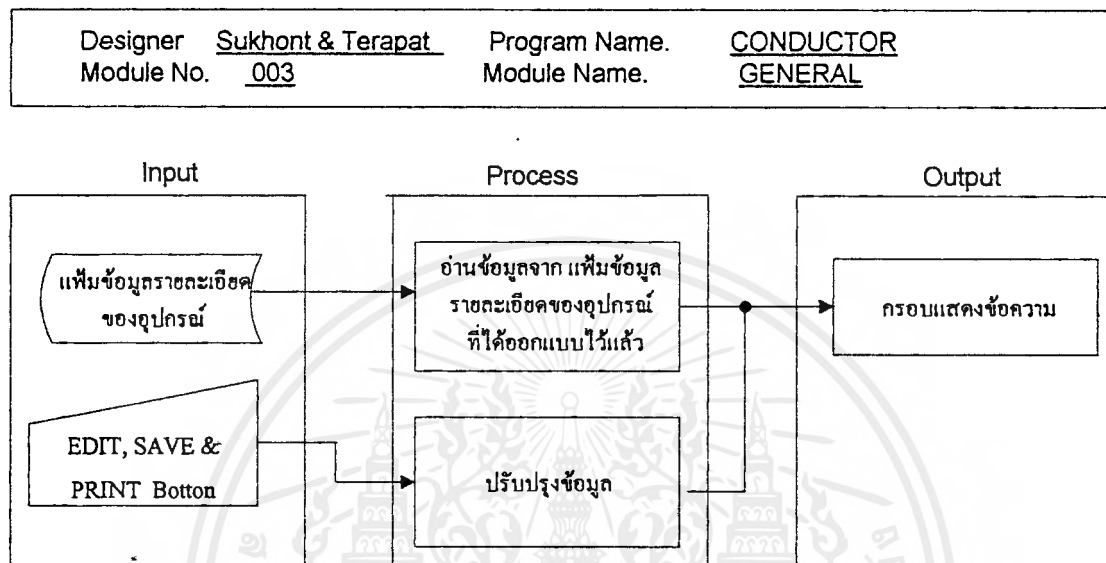 Designer Sukhont & Terapat Program Name. CONDUCTOR
Module No. 003 Module Name. GENERAL
Input Process Output
แฟ้มข้อมูลรายละเอียด
ของอุปกรณ์
อ่านข้อมูลจาก แฟ้มข้อมูล
รายละเอียดของอุปกรณ์
ที่ได้ออกแบบไว้แล้ว
กรอบแสดงข้อความ
EDIT, SAVE &
PRINT Botton
ปรับปรุงข้อมูล